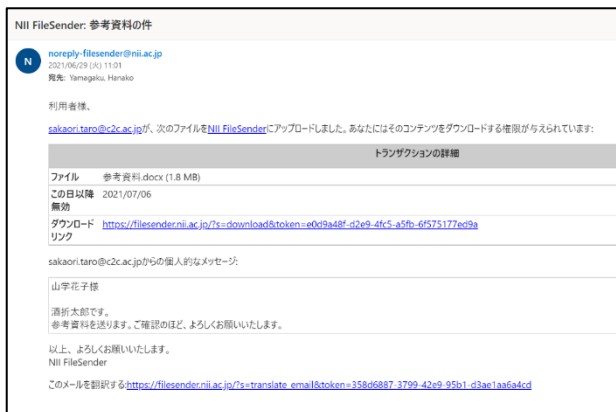 NII FileSender: 参考資料の件
N
noreply-filesender@nii.ac.jp
2021/06/29 (火) 11:01
宛先: Yamagaku, Hanako
利用者様、
sakaori.taro@c2c.ac.jpが、次のファイルをNII FileSenderにアップロードしました。あなたにはそのコンテンツをダウンロードする権限が与えられています:
トランザクションの詳細
ファイル 参考資料.docx (1.8 MB)
この日以降無効 2021/07/06
ダウンロードリンク https://filesender.nii.ac.jp/?s=download&token=e0d9a48f-d2e9-4fc5-a5fb-6f575177ed9a
sakaori.taro@c2c.ac.jpからの個人的なメッセージ:
山学花子様
酒折太郎です。
参考資料を送ります。ご確認のほど、よろしくお願いいたします。
以上、よろしくお願いいたします。
NII FileSender
このメールを翻訳する:https://filesender.nii.ac.jp/?s=translate_email&token=358d6887-3799-42e9-95b1-d3ae1aa6a4cd